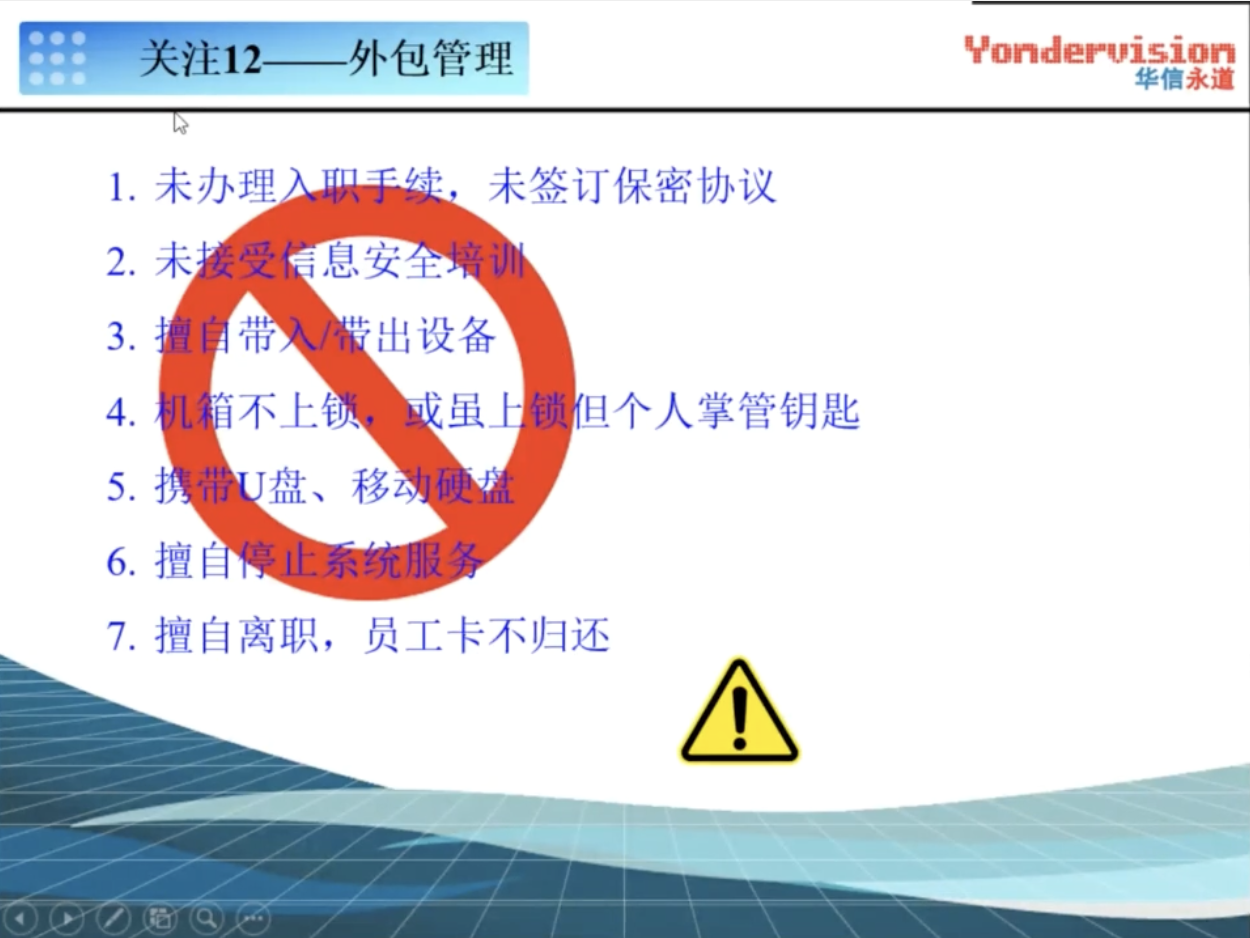 关注12——外包管理
Yondervision
华信永道
1. 未办理入职手续，未签订保密协议
2. 未接受信息安全培训
3. 擅自带入/带出设备
4. 机箱不上锁，或虽上锁但个人掌管钥匙
5. 携带U盘、移动硬盘
6. 擅自停止系统服务
7. 擅自离职，员工卡不归还